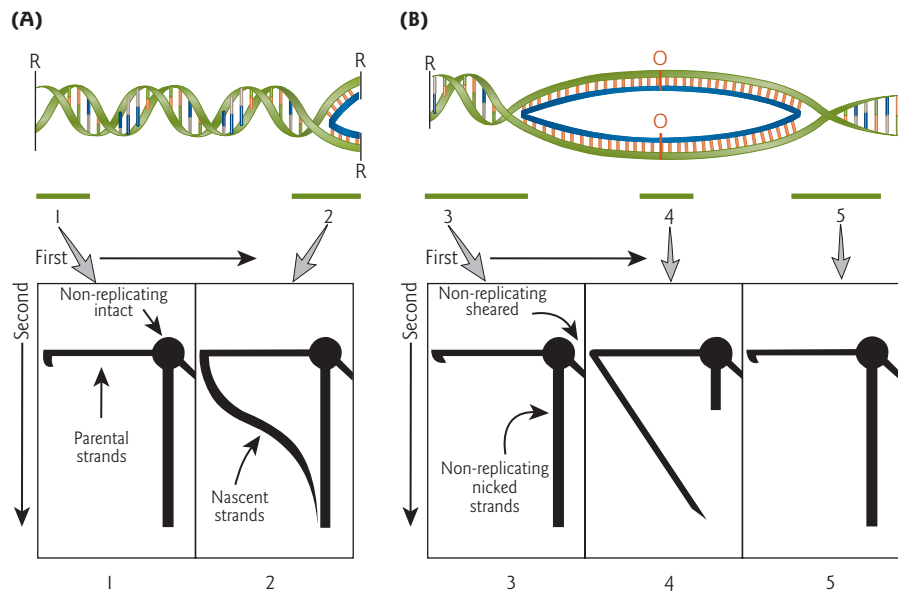 (A)
R
R
R
1
2
First
Second
Non-replicating
intact
Parental
strands
Nascent
strands
1
2
(B)
O
O
3
4
5
First
Second
Non-replicating
sheared
Non-replicating
nicked
strands
3
4
5